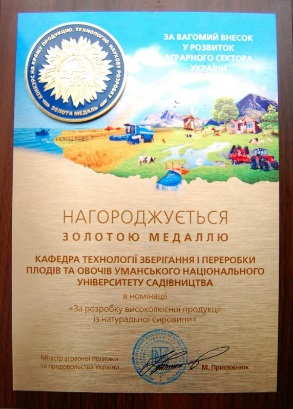 ЗА ВАГОМИЙ ВНЕСОК
У РОЗВИТОК
АГРАРНОГО СЕКТОРА
УКРАЇНИ
ЗОЛОТА МЕДАЛЬ
НАГОРОДЖУЄТЬСЯ
ЗОЛОТОЮ МЕДАЛЛЮ
КАФЕДРА ТЕХНОЛОГІЇ ЗБЕРІГАННЯ І ПЕРЕРОБКИ
ПЛОДІВ ТА ОВОЧІВ УМАНСЬКОГО НАЦІОНАЛЬНОГО
УНІВЕРСИТЕТУ САДІВНИЦТВА
в номінації
«За розробку високоякісної продукції
із натуральної сировини»
Міністр аграрної політики
та продовольства України
М. Присяжнюк